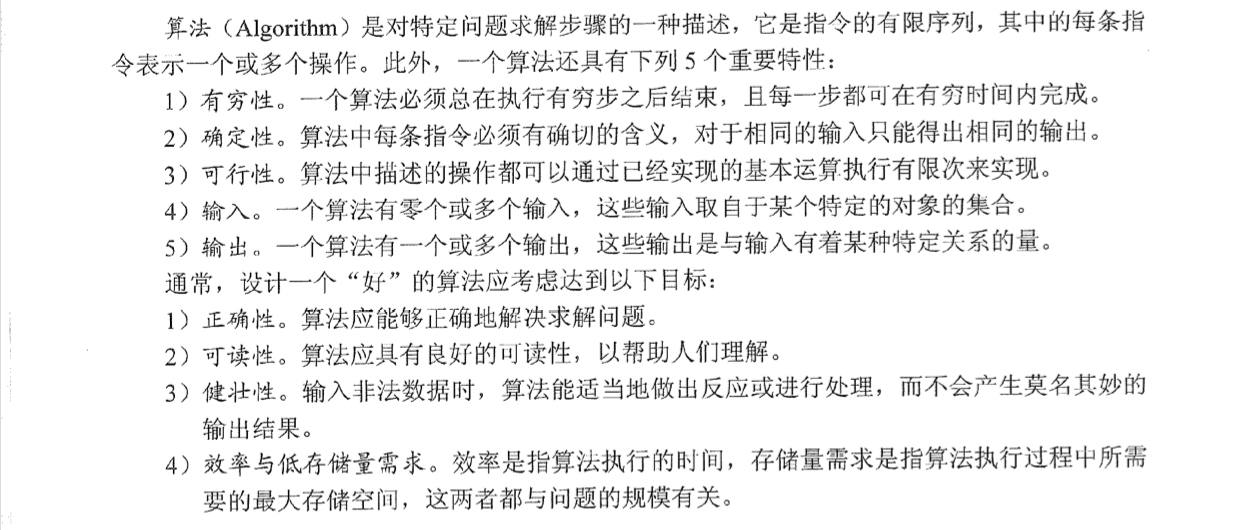 算法（Algorithm）是对特定问题求解步骤的一种描述，它是指令的有限序列，其中的每条指
令表示一个或多个操作。此外，一个算法还具有下列 5 个重要特性：
1）有穷性。一个算法必须总在执行有穷步之后结束，且每一步都可在有穷时间内完成。
2）确定性。算法中每条指令必须有确切的含义，对于相同的输入只能得出相同的输出。
3）可行性。算法中描述的操作都可以通过已经实现的基本运算执行有限次来实现。
4）输入。一个算法有零个或多个输入，这些输入取自于某个特定的对象的集合。
5）输出。一个算法有一个或多个输出，这些输出是与输入有着某种特定关系的量。
通常，设计一个“好”的算法应考虑达到以下目标：
1）正确性。算法应能够正确地解决求解问题。
2）可读性。算法应具有良好的可读性，以帮助人们理解。
3）健壮性。输入非法数据时，算法能适当地做出反应或进行处理，而不会产生莫名其妙的
输出结果。
4）效率与低存储量需求。效率是指算法执行的时间，存储量需求是指算法执行过程中所需
要的最大存储空间，这两者都与问题的规模有关。